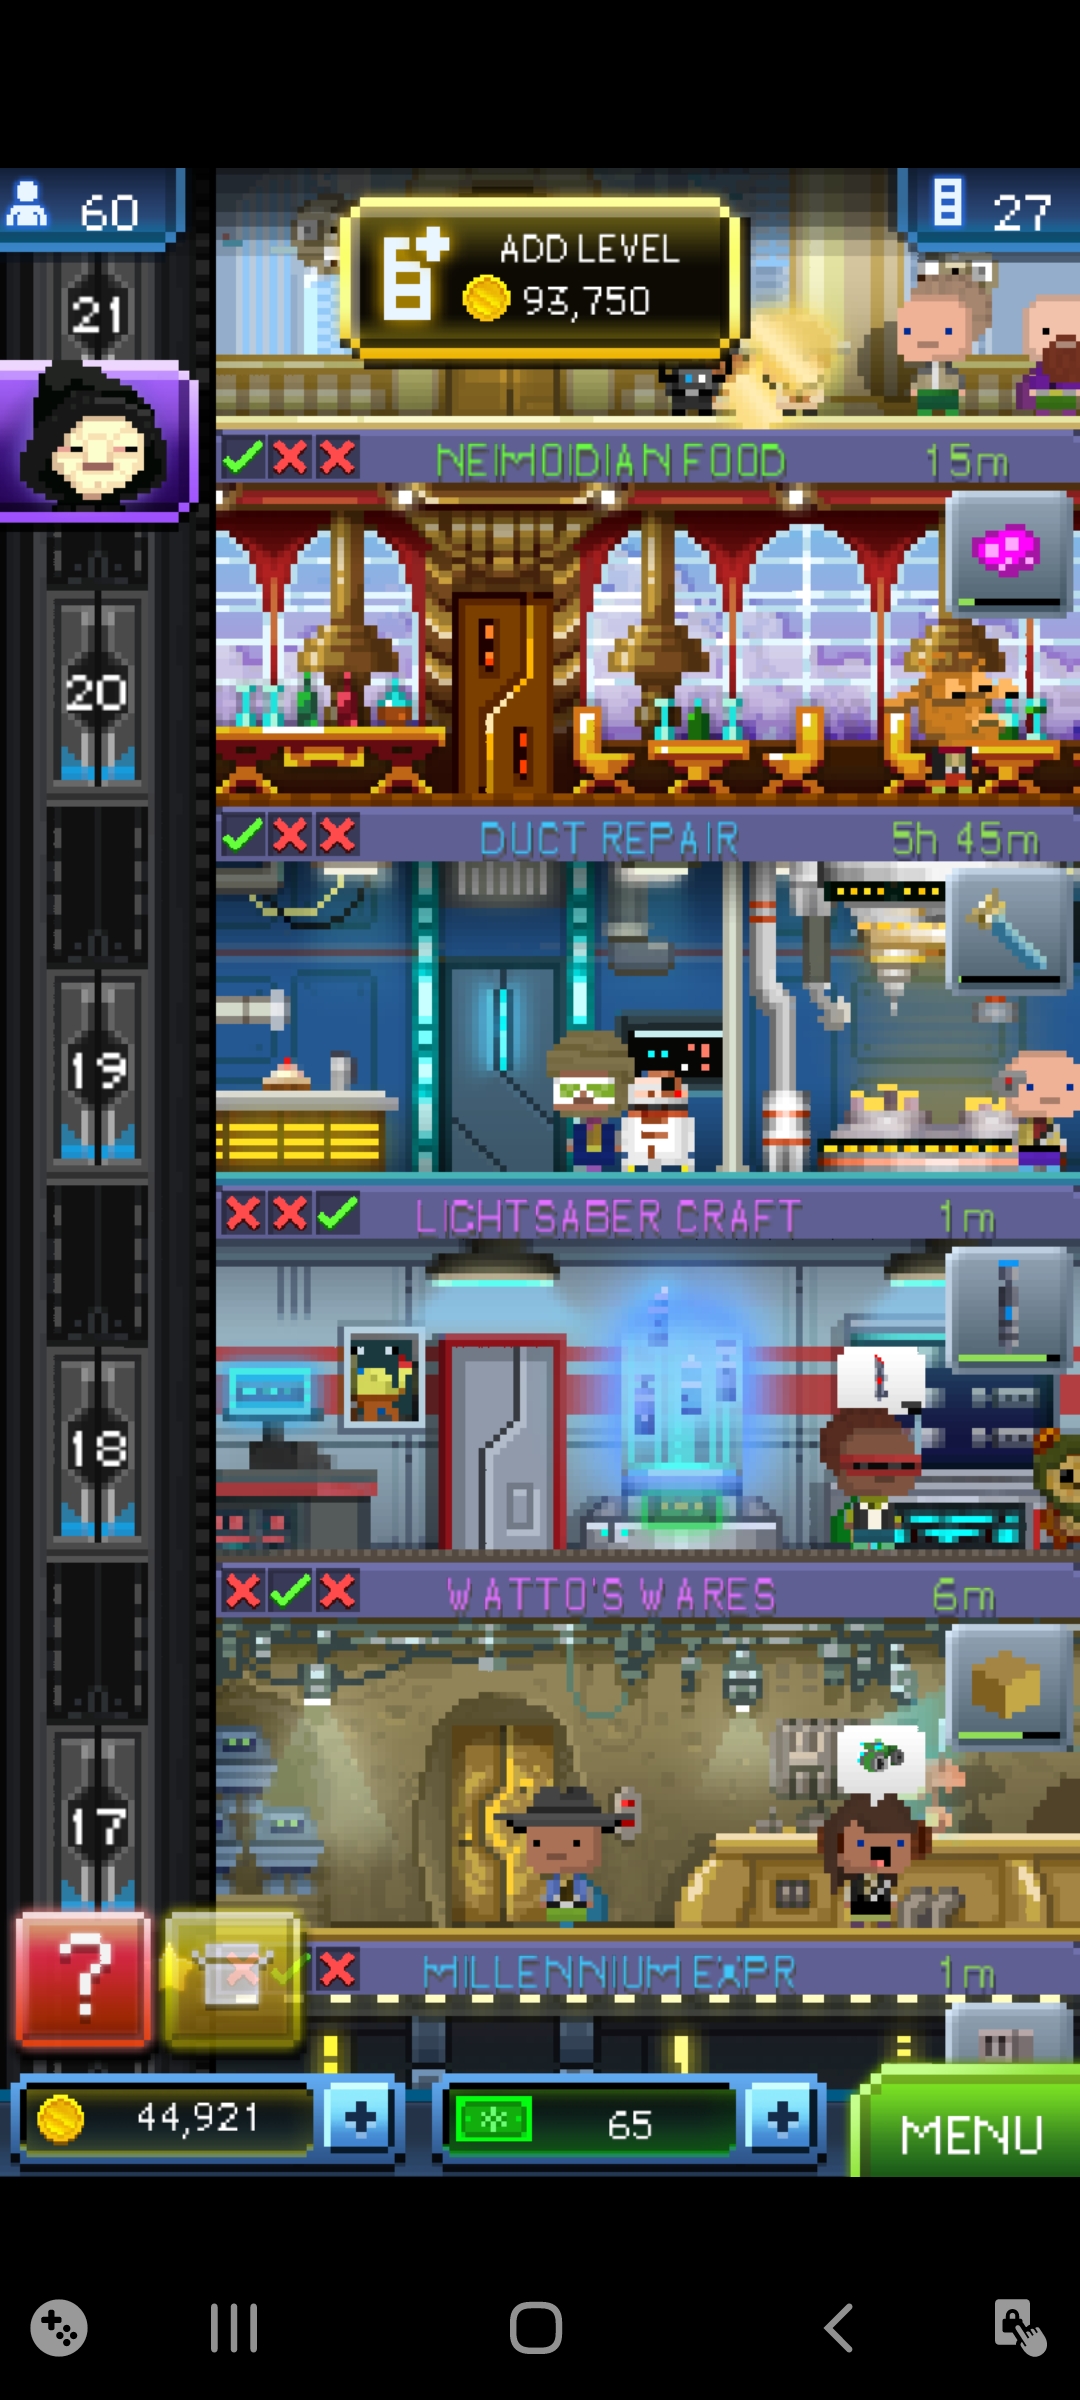 60
27
ADD LEVEL
93,750
21
NEIMOIDIAN FOOD 15m
20
DUCT REPAIR 5h 45m
19
LIGHTSABER CRAFT 1m
18
WATTO'S WARES 6m
17
?
MILLENNIUM EXPR 1m
44,921 +
65 +
MENU